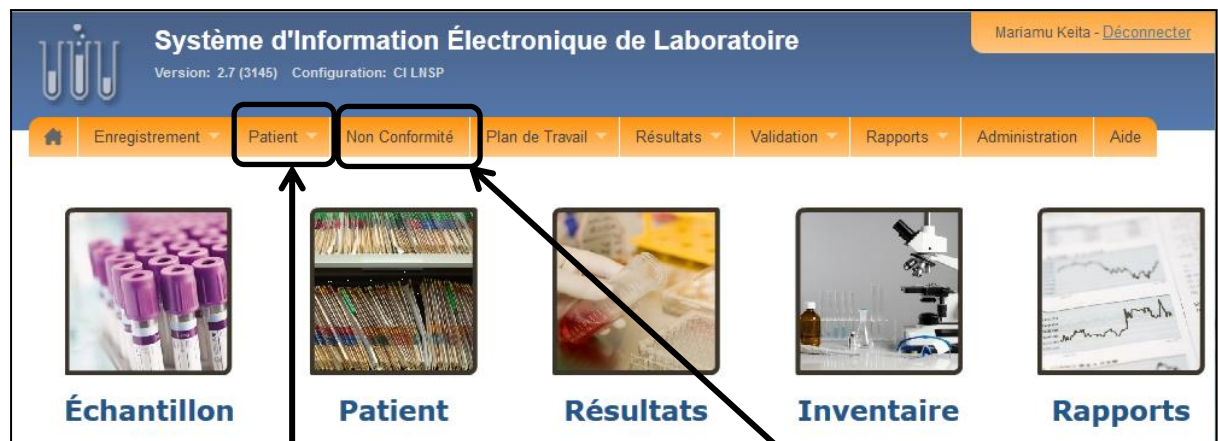 Système d'Information Électronique de Laboratoire
Mariamu Keita - Déconnecter
Version: 2.7 (3145) Configuration: CI LNSP
Enregistrement Patient Non Conformité Plan de Travail Résultats Validation Rapports Administration Aide
Échantillon Patient Résultats Inventaire Rapports